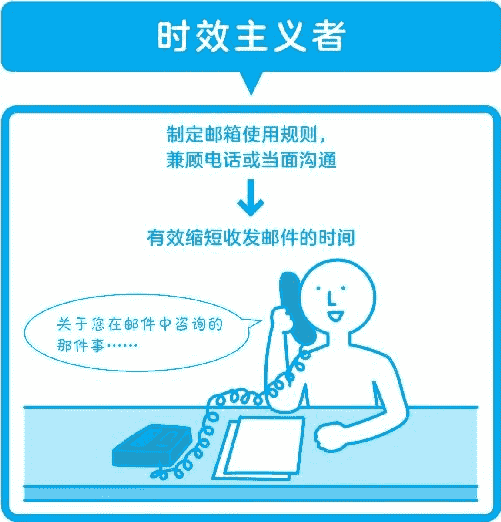 时效主义者
制定邮箱使用规则，
兼顾电话或当面沟通
有效缩短收发邮件的时间
关于您在邮件中咨询的
那件事……